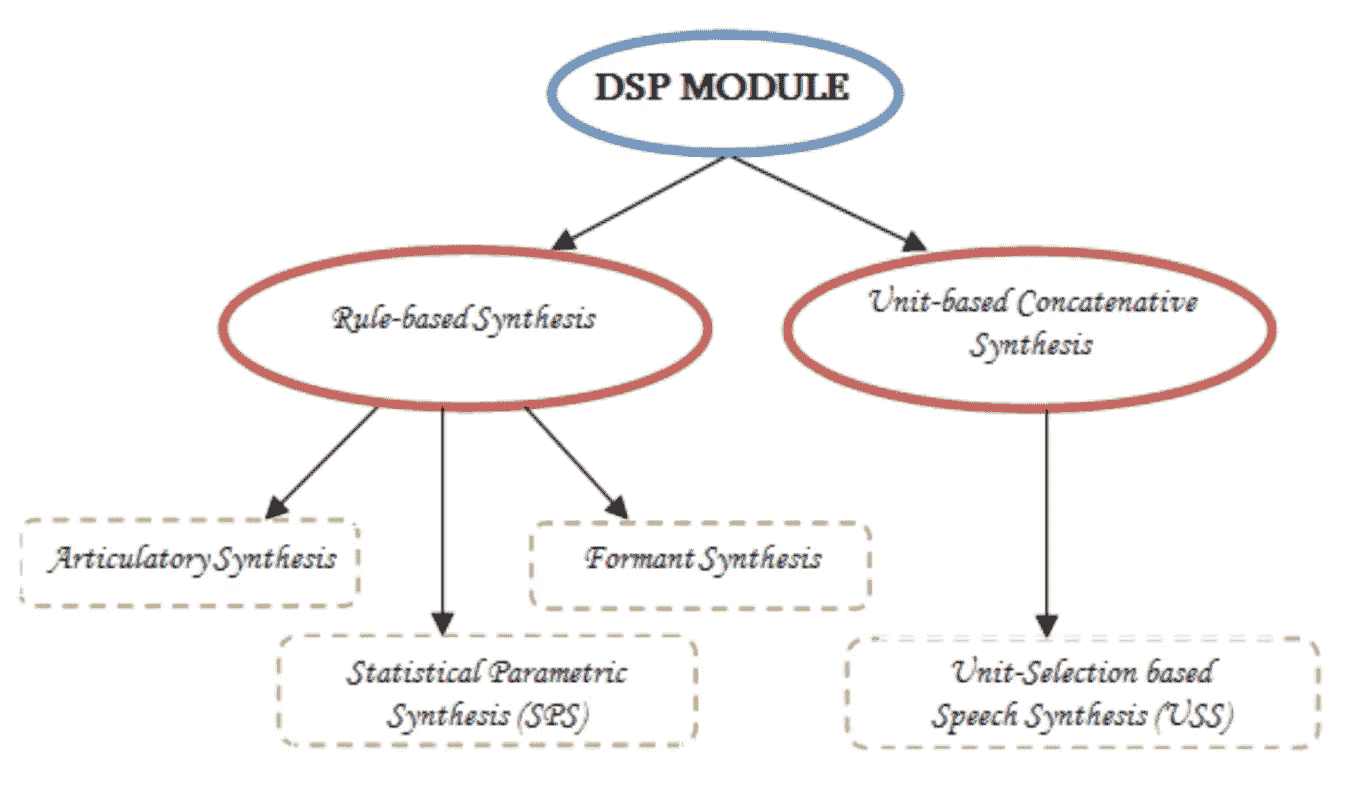 DSP MODULE
Rule-based Synthesis
Unit-based Concatenative
Synthesis
Articulatory Synthesis
Formant Synthesis
Statistical Parametric
Synthesis (SPS)
Unit-Selection based
Speech Synthesis (USS)